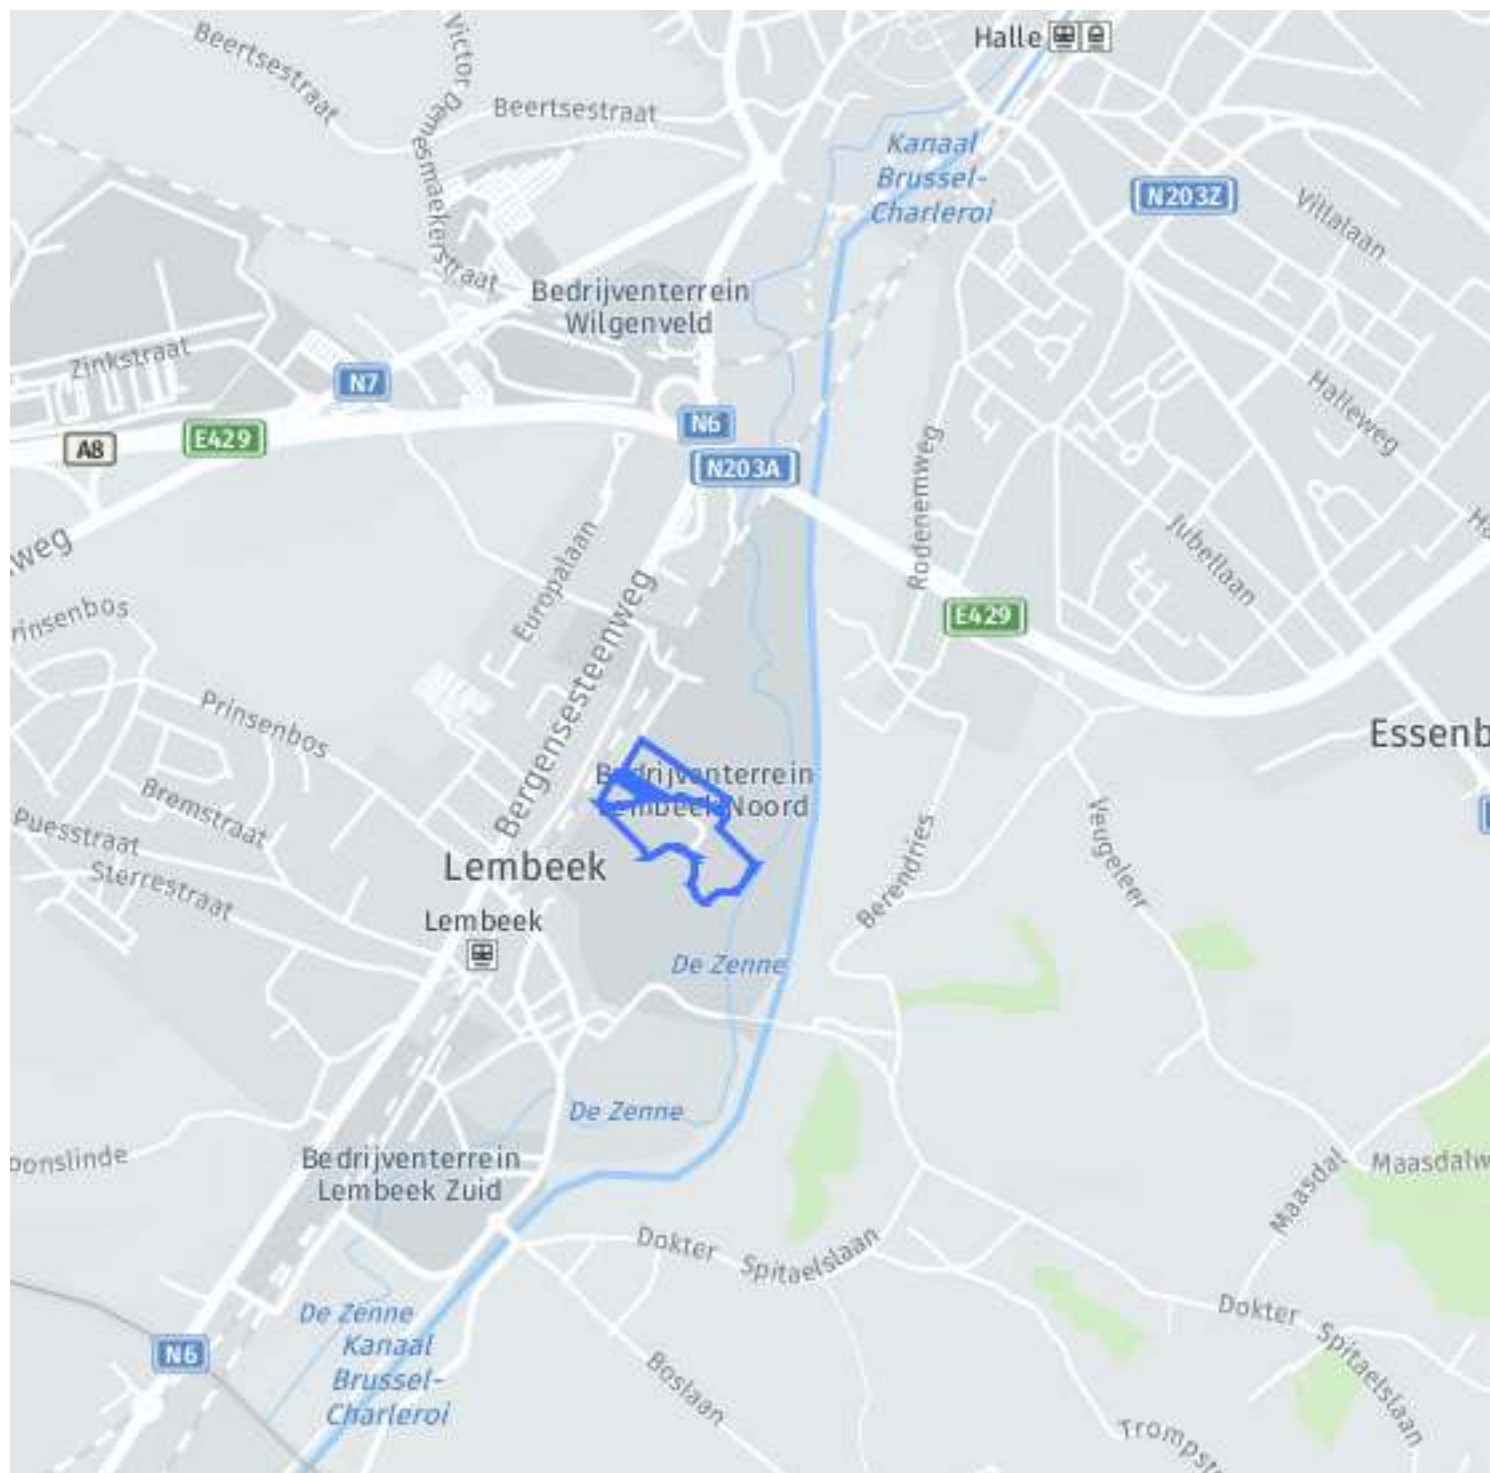 Halle
Beertsestraat
Victor Demesmaekerstraat
Beertsestraat
Kanaal
Brussel-
Charleroi
N203Z
Villalaan
Bedrijventerrein
Wilgenveld
Zinkstraat
N7
Halleweg
N6
E429
A8
N203A
Rodenemweg
Jubellaan
weg
Europalaan
Bergensesteenweg
E429
rinsenbos
Prinsenbos
Essenb
Bedrijventerrein
Lembeek Noord
Bremstraat
Puesstraat
Sterrestraat
Lembeek
Berendries
Veugeleer
Lembeek
De Zenne
De Zenne
oonslinde
Bedrijventerrein
Lembeek Zuid
Maasdal
Maasdalw
Dokter Spitaelslaan
De Zenne
Kanaal
Brussel-
Charleroi
N6
Dokter Spitaelslaan
Boslaan
Trompst